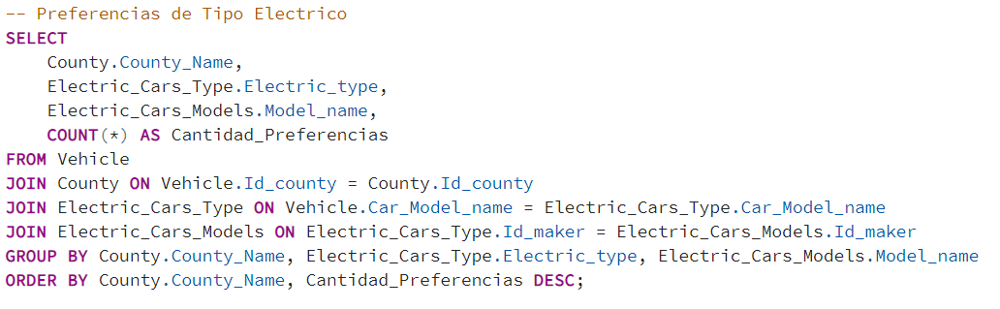 -- Preferencias de Tipo Electrico
SELECT
    County.County_Name,
    Electric_Cars_Type.Electric_type,
    Electric_Cars_Models.Model_name,
    COUNT(*) AS Cantidad_Preferencias
FROM Vehicle
JOIN County ON Vehicle.Id_county = County.Id_county
JOIN Electric_Cars_Type ON Vehicle.Car_Model_name = Electric_Cars_Type.Car_Model_name
JOIN Electric_Cars_Models ON Electric_Cars_Type.Id_maker = Electric_Cars_Models.Id_maker
GROUP BY County.County_Name, Electric_Cars_Type.Electric_type, Electric_Cars_Models.Model_name
ORDER BY County.County_Name, Cantidad_Preferencias DESC;